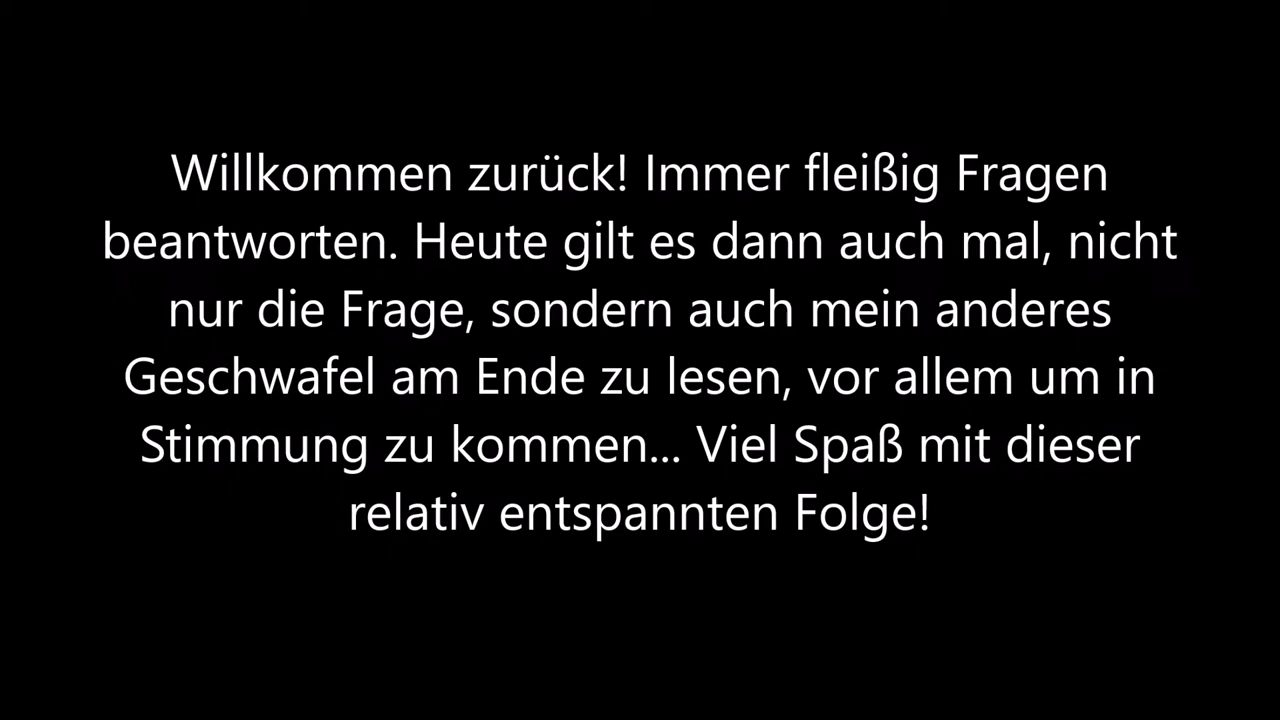 Willkommen zurück! Immer fleißig Fragen
beantworten. Heute gilt es dann auch mal, nicht
nur die Frage, sondern auch mein anderes
Geschwafel am Ende zu lesen, vor allem um in
Stimmung zu kommen... Viel Spaß mit dieser
relativ entspannten Folge!